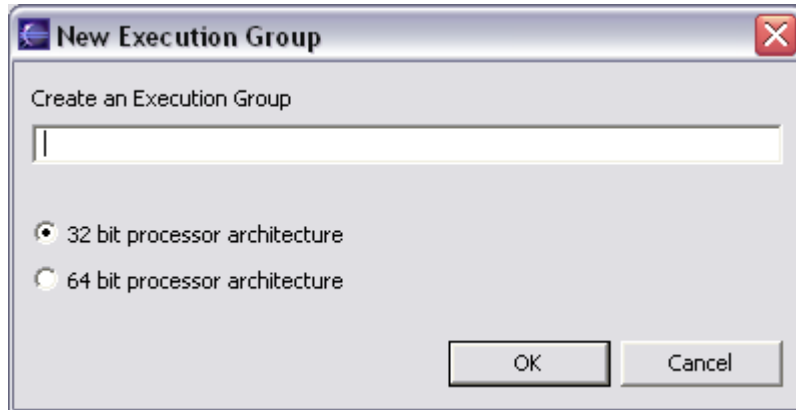 New Execution Group
Create an Execution Group
32 bit processor architecture
64 bit processor architecture
OK
Cancel